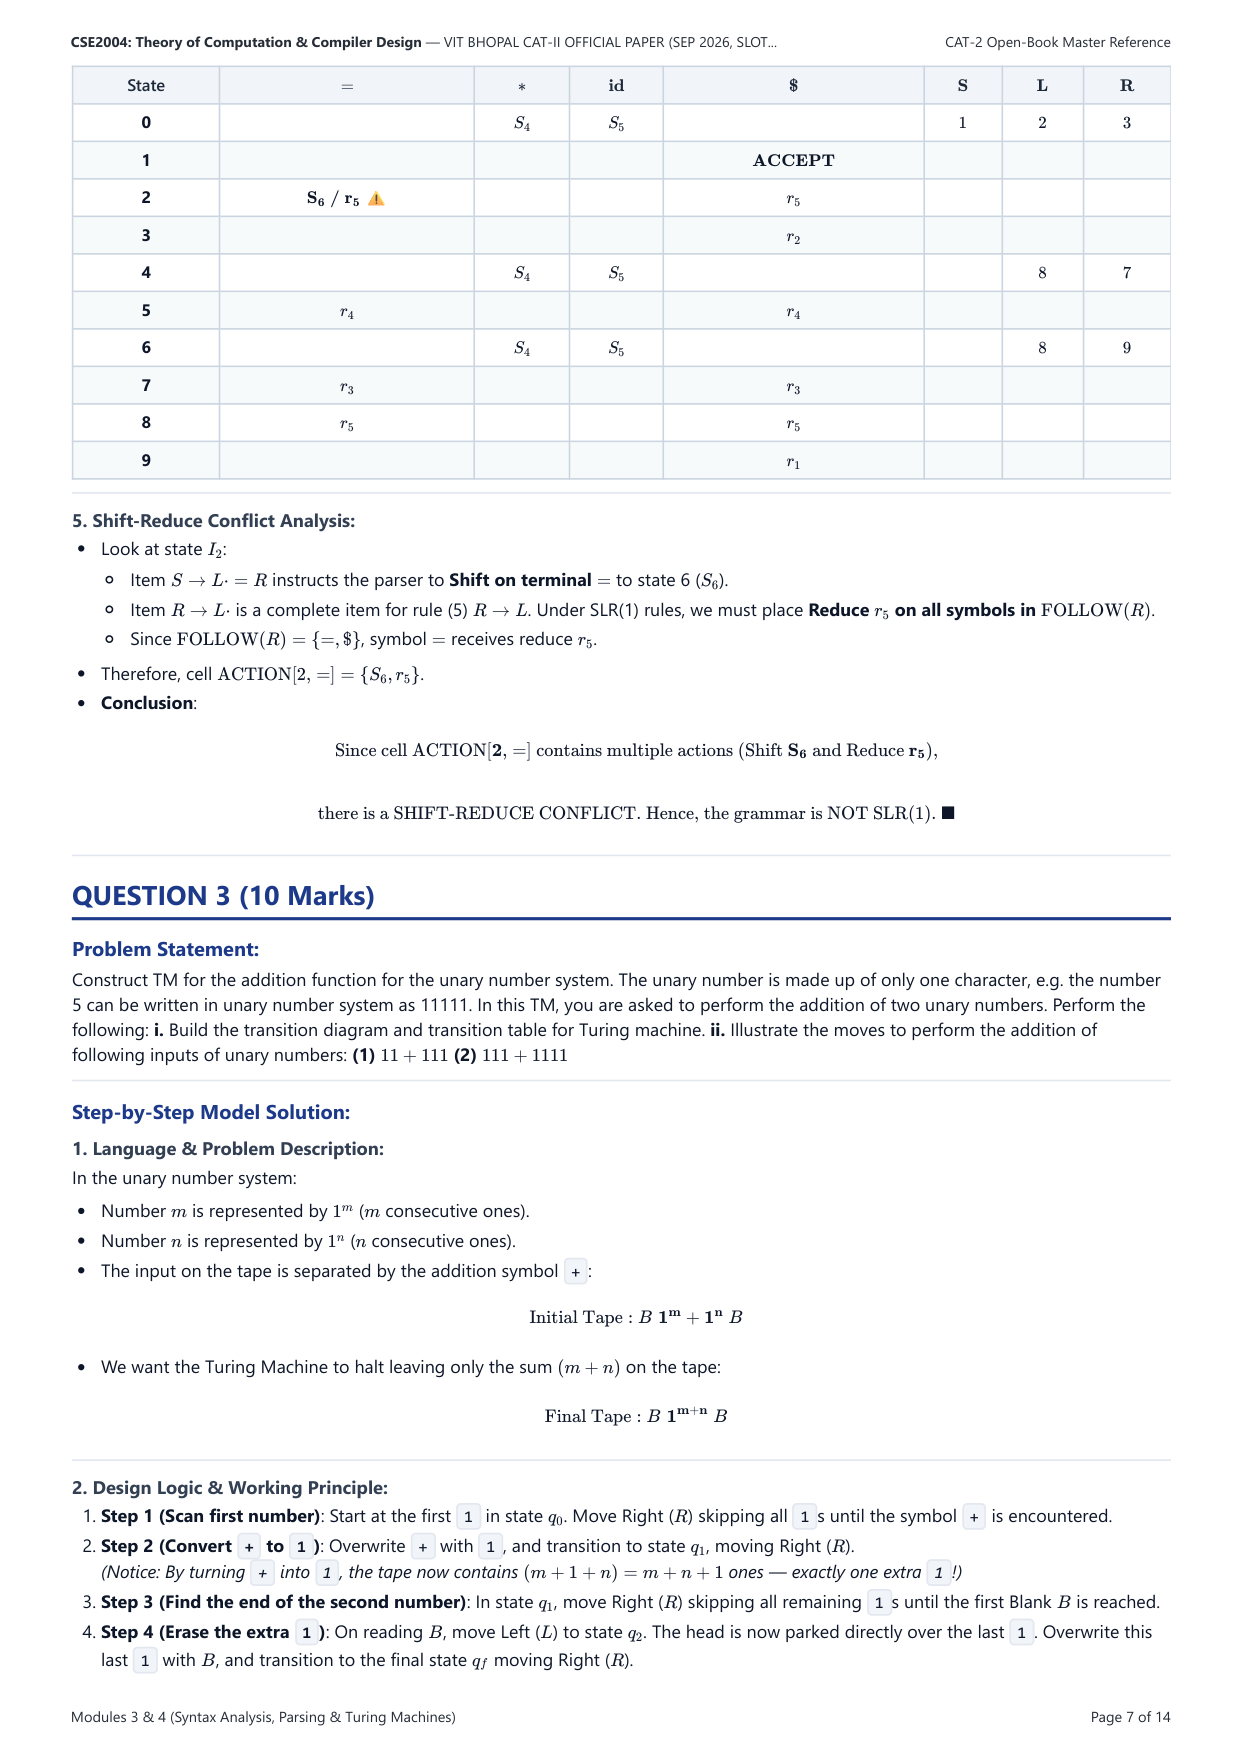 CSE2004: Theory of Computation & Compiler Design — VIT BHOPAL CAT-II OFFICIAL PAPER (SEP 2026, SLOT... CAT-2 Open-Book Master Reference
State = * id $ S L R
0 S₄ S₅ 1 2 3
1 ACCEPT
2 S₆ / r₅ ⚠ r₅
3 r₂
4 S₄ S₅ 8 7
5 r₄ r₄
6 S₄ S₅ 8 9
7 r₃ r₃
8 r₅ r₅
9 r₁
5. Shift-Reduce Conflict Analysis:
• Look at state I₂:
∘ Item S → L· = R instructs the parser to Shift on terminal = to state 6 (S₆).
∘ Item R → L· is a complete item for rule (5) R → L. Under SLR(1) rules, we must place Reduce r₅ on all symbols in FOLLOW(R).
∘ Since FOLLOW(R) = {=, $}, symbol = receives reduce r₅.
• Therefore, cell ACTION[2, =] = {S₆, r₅}.
• Conclusion:
Since cell ACTION[2, =] contains multiple actions (Shift S₆ and Reduce r₅),
there is a SHIFT-REDUCE CONFLICT. Hence, the grammar is NOT SLR(1). ■
QUESTION 3 (10 Marks)
Problem Statement:
Construct TM for the addition function for the unary number system. The unary number is made up of only one character, e.g. the number
5 can be written in unary number system as 11111. In this TM, you are asked to perform the addition of two unary numbers. Perform the
following: i. Build the transition diagram and transition table for Turing machine. ii. Illustrate the moves to perform the addition of
following inputs of unary numbers: (1) 11 + 111 (2) 111 + 1111
Step-by-Step Model Solution:
1. Language & Problem Description:
In the unary number system:
• Number m is represented by 1ᵐ (m consecutive ones).
• Number n is represented by 1ⁿ (n consecutive ones).
• The input on the tape is separated by the addition symbol +:
Initial Tape : B 1ᵐ + 1ⁿ B
• We want the Turing Machine to halt leaving only the sum (m + n) on the tape:
Final Tape : B 1ᵐ⁺ⁿ B
2. Design Logic & Working Principle:
1. Step 1 (Scan first number): Start at the first 1 in state q₀. Move Right (R) skipping all 1s until the symbol + is encountered.
2. Step 2 (Convert + to 1): Overwrite + with 1, and transition to state q₁, moving Right (R).
(Notice: By turning + into 1, the tape now contains (m + 1 + n) = m + n + 1 ones — exactly one extra 1!)
3. Step 3 (Find the end of the second number): In state q₁, move Right (R) skipping all remaining 1s until the first Blank B is reached.
4. Step 4 (Erase the extra 1): On reading B, move Left (L) to state q₂. The head is now parked directly over the last 1. Overwrite this
last 1 with B, and transition to the final state q_f moving Right (R).
Modules 3 & 4 (Syntax Analysis, Parsing & Turing Machines) Page 7 of 14